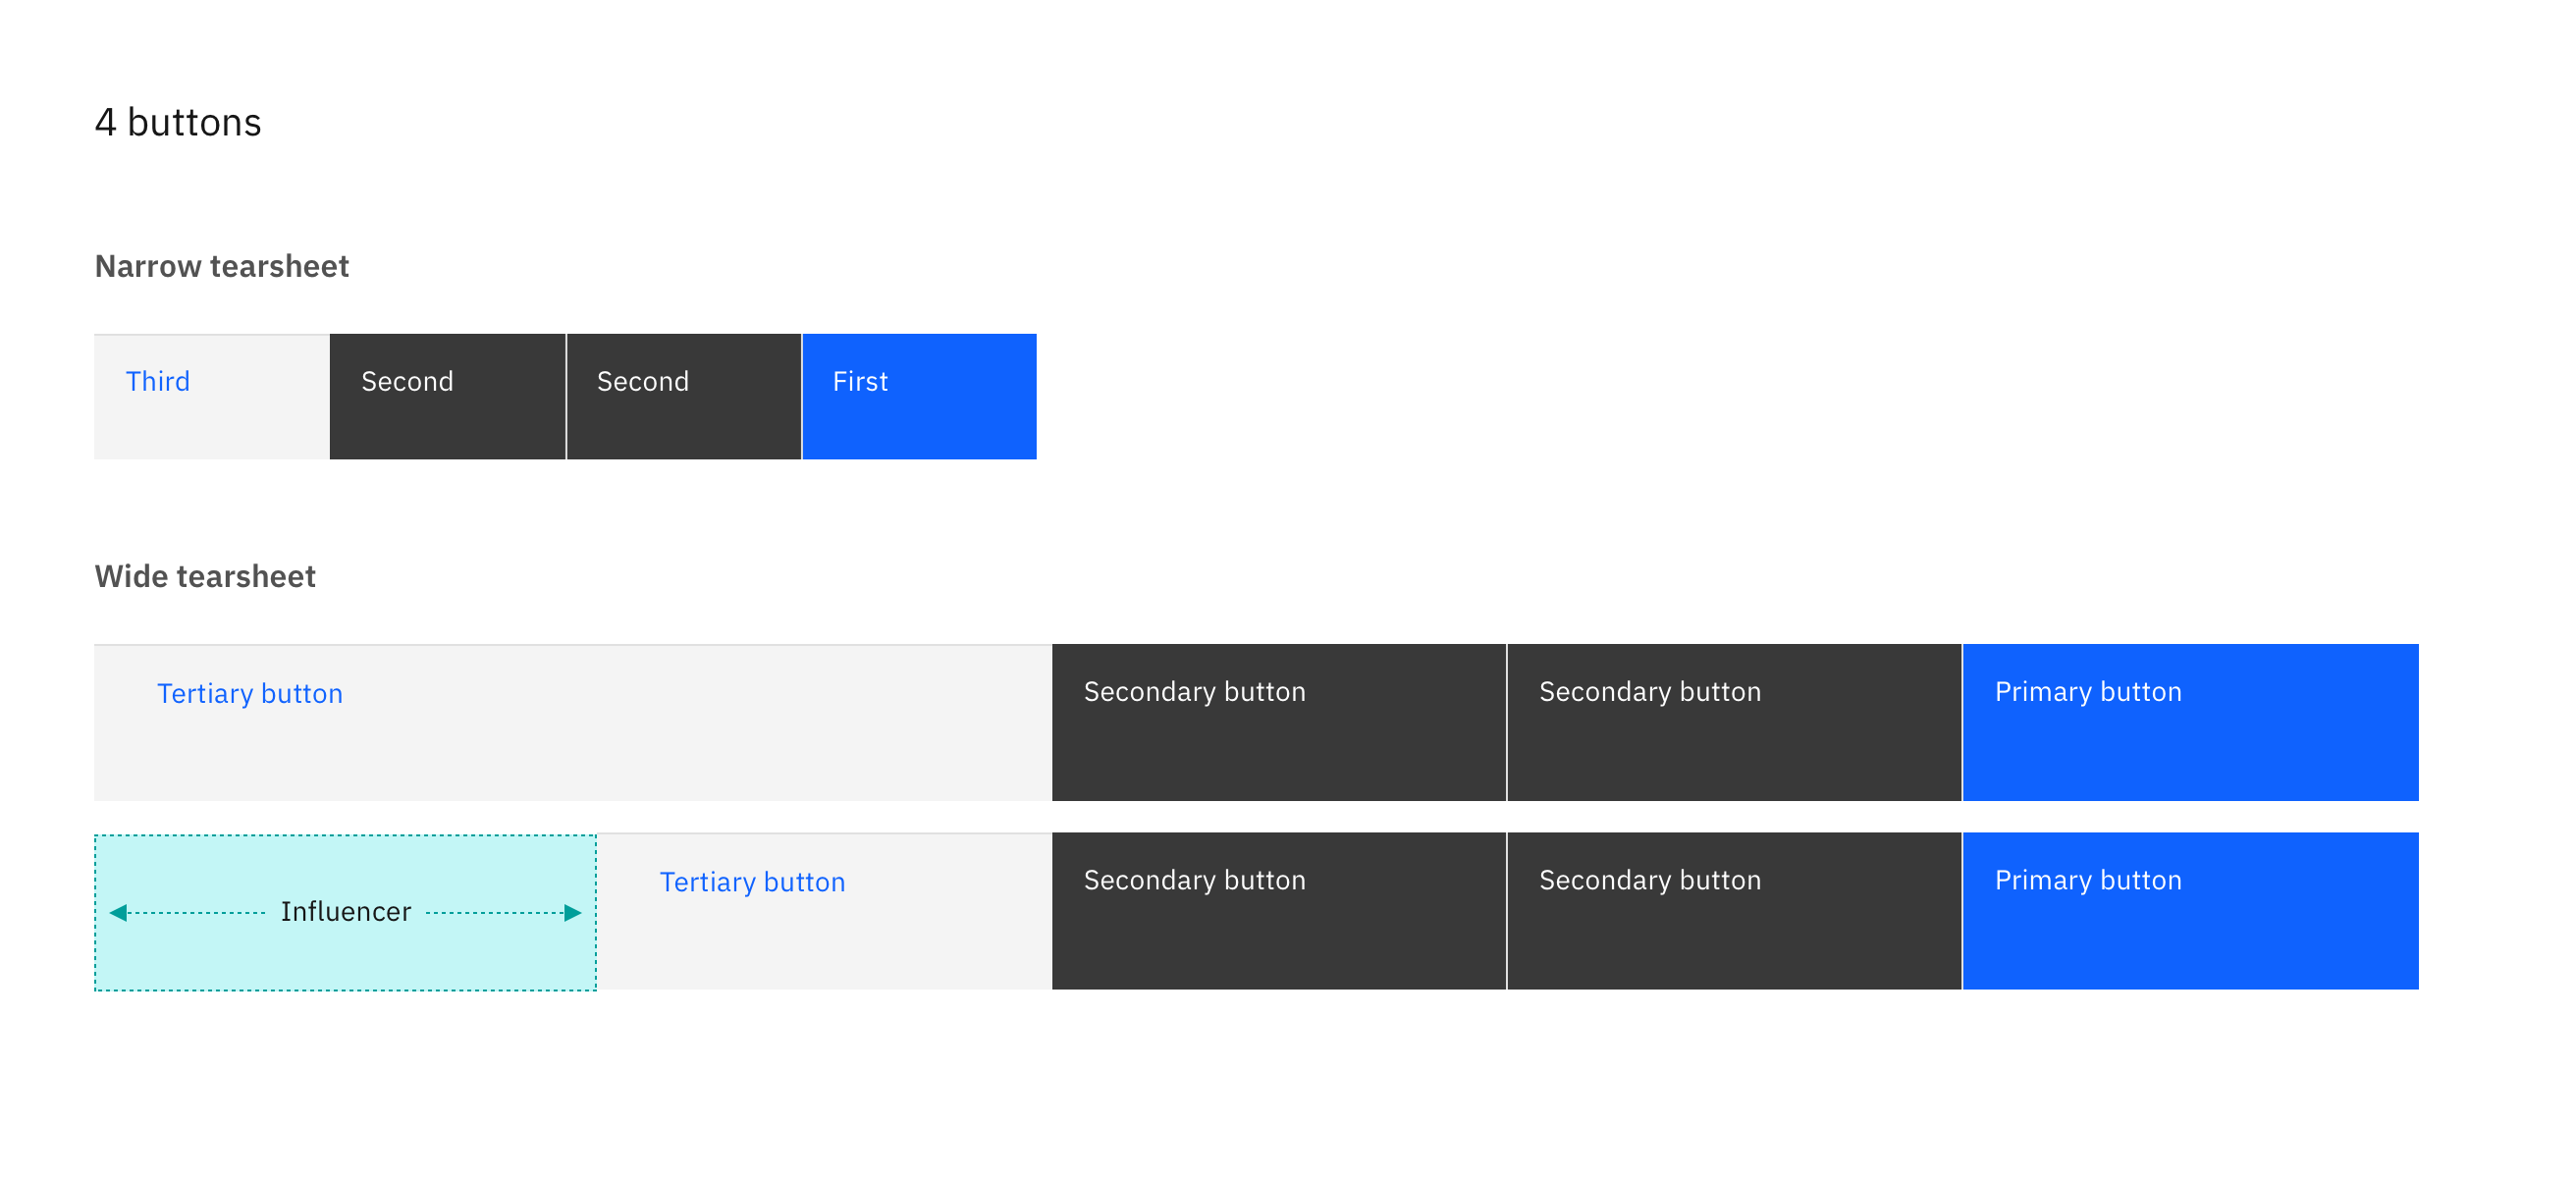 4 buttons
Narrow tearsheet
Third Second Second First
Wide tearsheet
Tertiary button Secondary button Secondary button Primary button
Influencer Tertiary button Secondary button Secondary button Primary button